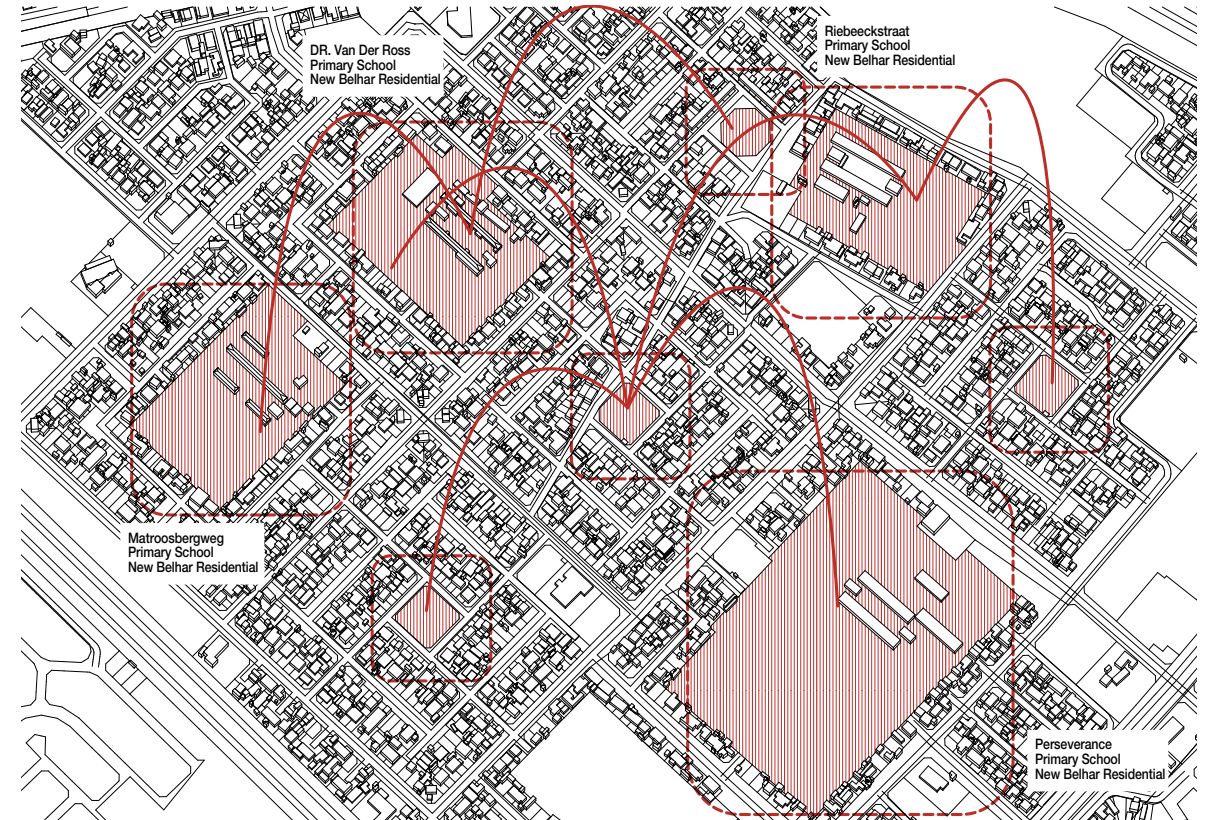 DR. Van Der Ross
Primary School
New Belhar Residential
Riebeeckstraat
Primary School
New Belhar Residential
Matroosbergweg
Primary School
New Belhar Residential
Perseverance
Primary School
New Belhar Residential